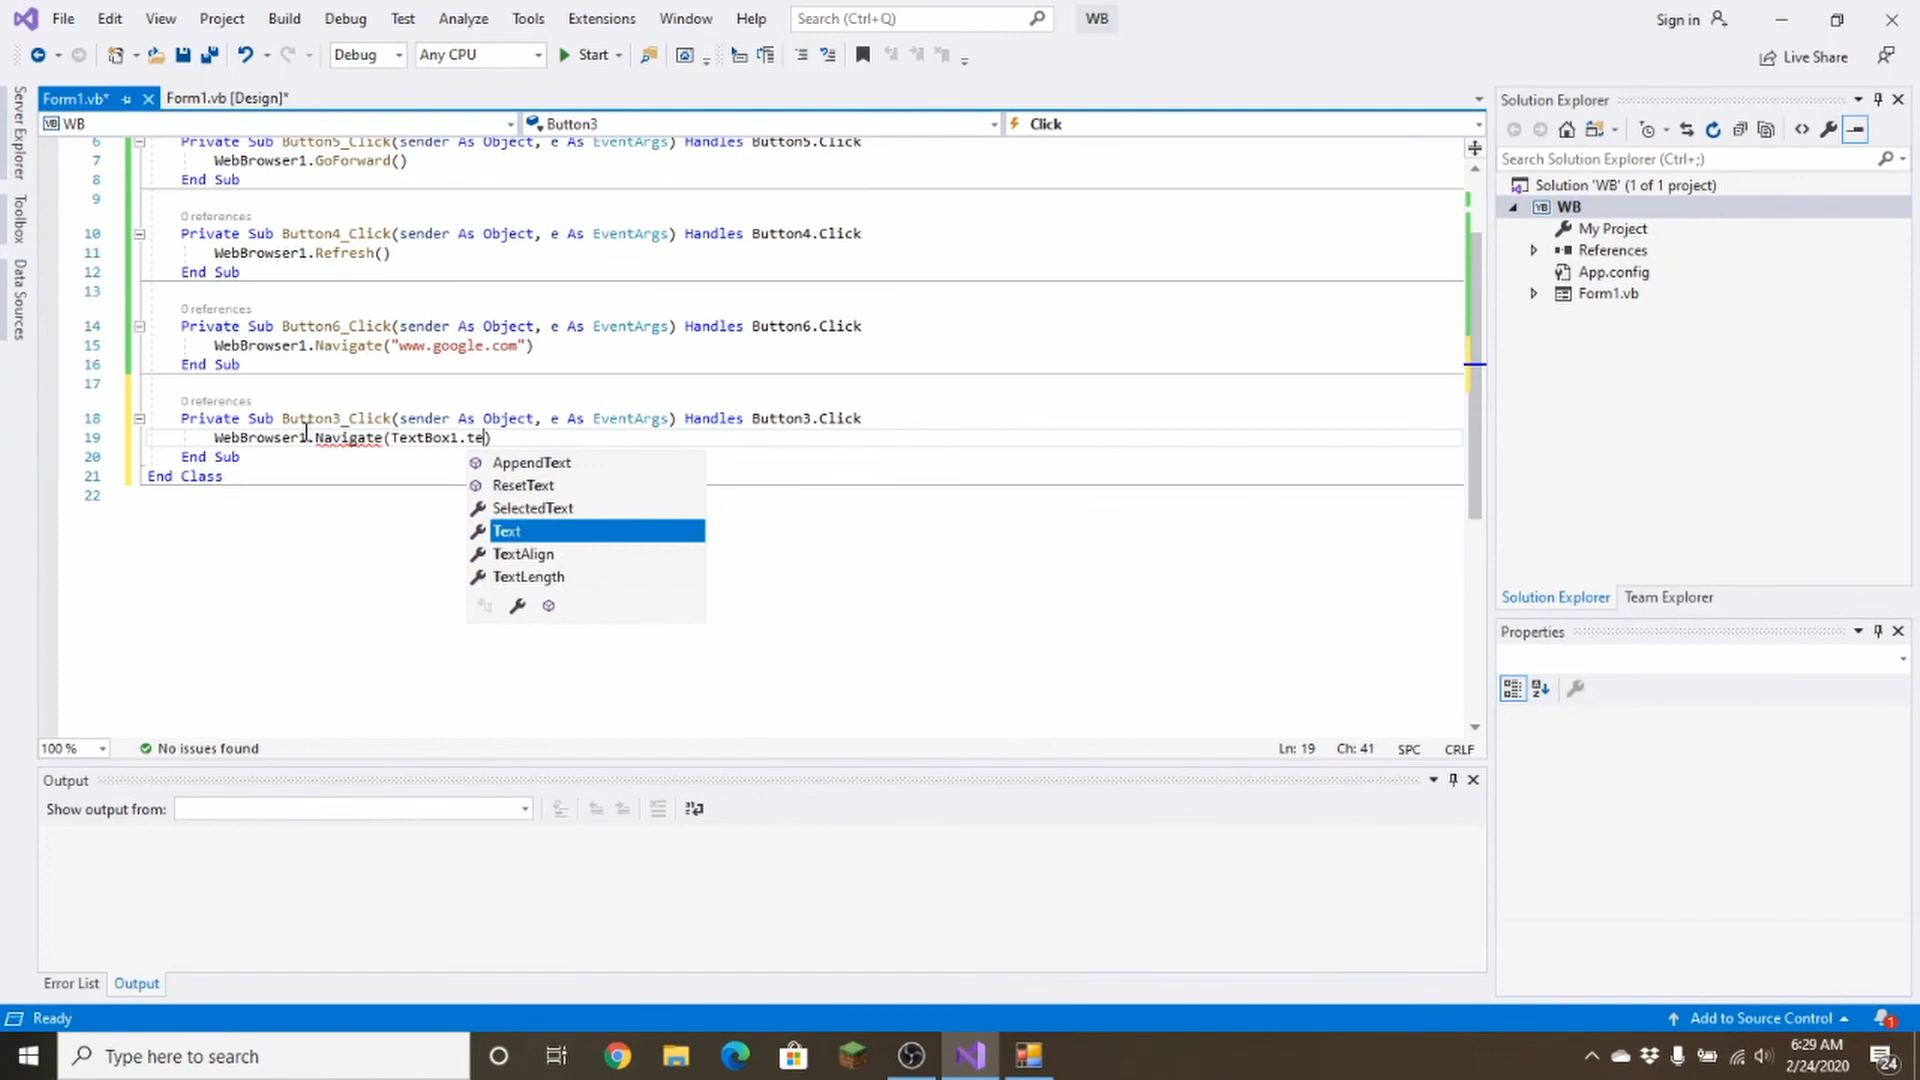 File Edit View Project Build Debug Test Analyze Tools Extensions Window Help Search (Ctrl+Q) WB Sign in
Debug Any CPU Start Live Share
Server Explorer
Toolbox
Data Sources
Form1.vb* Form1.vb [Design]*
WB Button3 Click
6 Private Sub Button5_Click(sender As Object, e As EventArgs) Handles Button5.Click
7 WebBrowser1.GoForward()
8 End Sub
9
0 references
10 Private Sub Button4_Click(sender As Object, e As EventArgs) Handles Button4.Click
11 WebBrowser1.Refresh()
12 End Sub
13
0 references
14 Private Sub Button6_Click(sender As Object, e As EventArgs) Handles Button6.Click
15 WebBrowser1.Navigate("www.google.com")
16 End Sub
17
0 references
18 Private Sub Button3_Click(sender As Object, e As EventArgs) Handles Button3.Click
19 WebBrowser1.Navigate(TextBox1.te)
20 End Sub
21 End Class
22
AppendText
ResetText
SelectedText
Text
TextAlign
TextLength
100 % No issues found Ln: 19 Ch: 41 SPC CRLF
Output
Show output from:
Error List Output
Solution Explorer
Search Solution Explorer (Ctrl+;)
Solution 'WB' (1 of 1 project)
VB WB
My Project
References
App.config
Form1.vb
Solution Explorer Team Explorer
Properties
Ready Add to Source Control 1
Type here to search
6:29 AM
2/24/2020
24